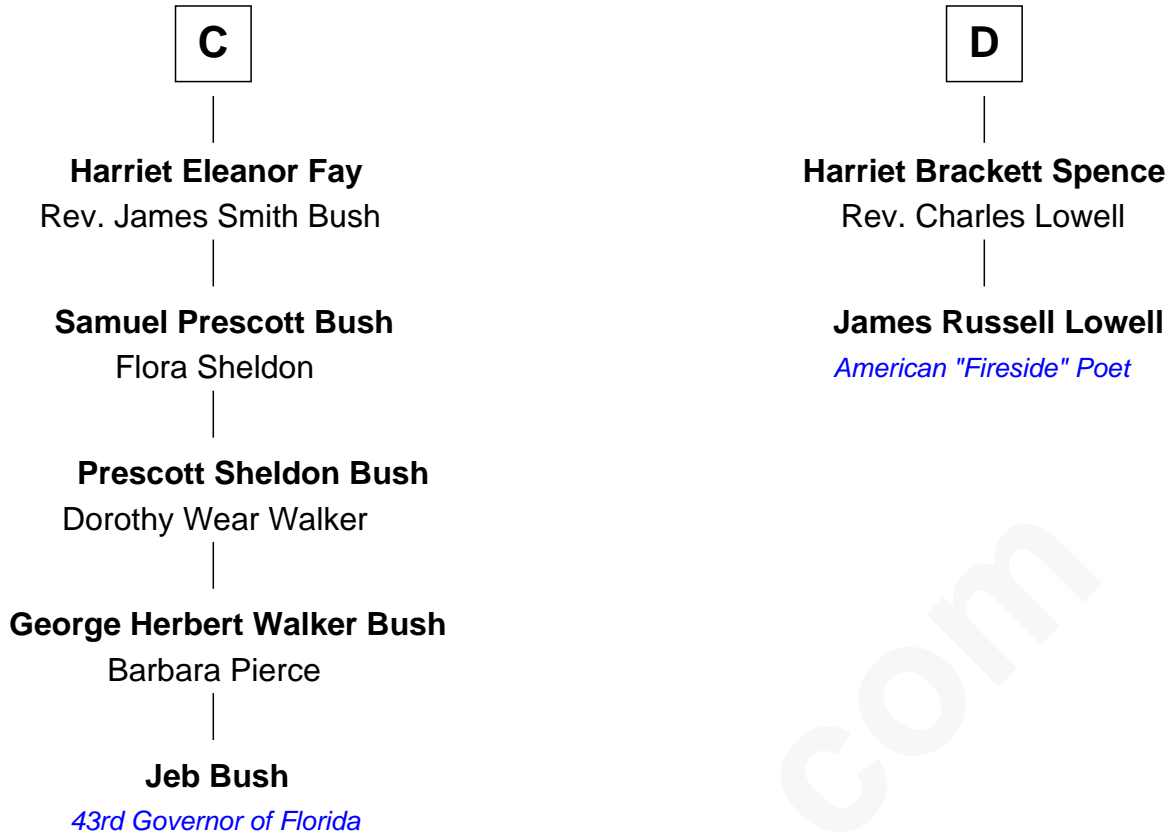 C
Harriet Eleanor Fay
Rev. James Smith Bush
Samuel Prescott Bush
Flora Sheldon
Prescott Sheldon Bush
Dorothy Wear Walker
George Herbert Walker Bush
Barbara Pierce
Jeb Bush
43rd Governor of Florida
D
Harriet Brackett Spence
Rev. Charles Lowell
James Russell Lowell
American "Fireside" Poet
com